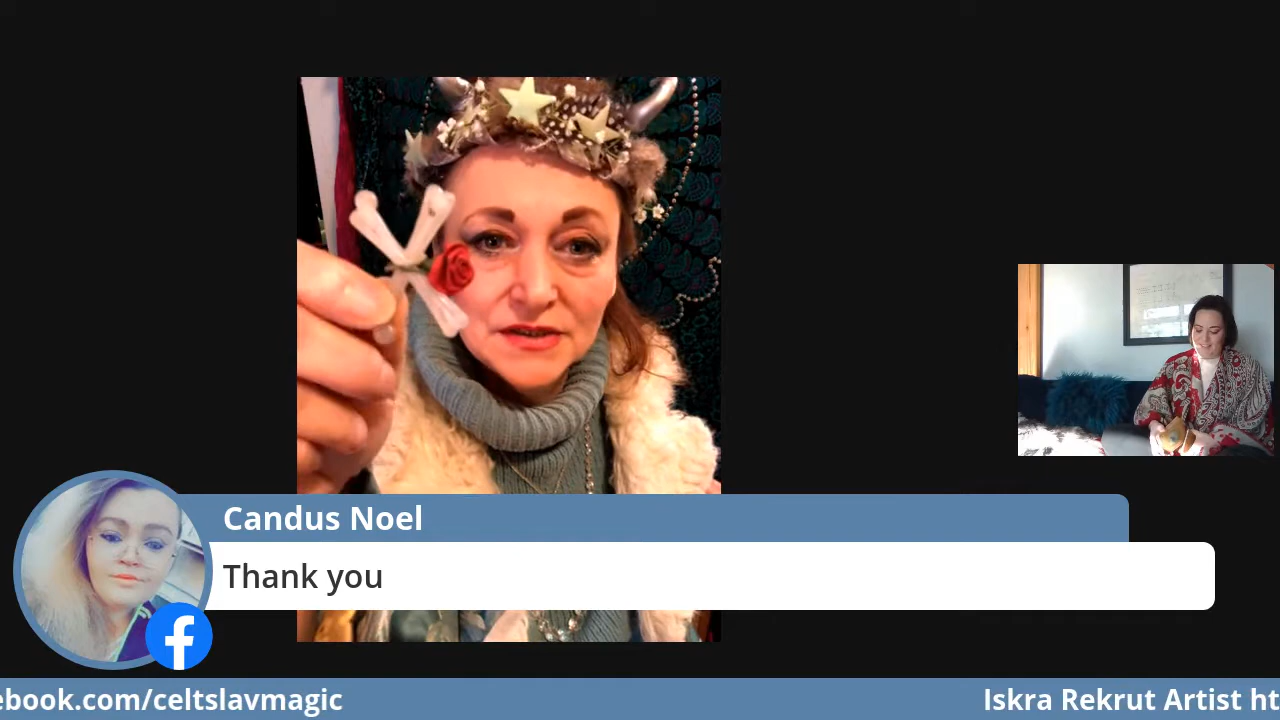 Candus Noel
Thank you
ebook.com/celtslavmagic
Iskra Rekrut Artist ht